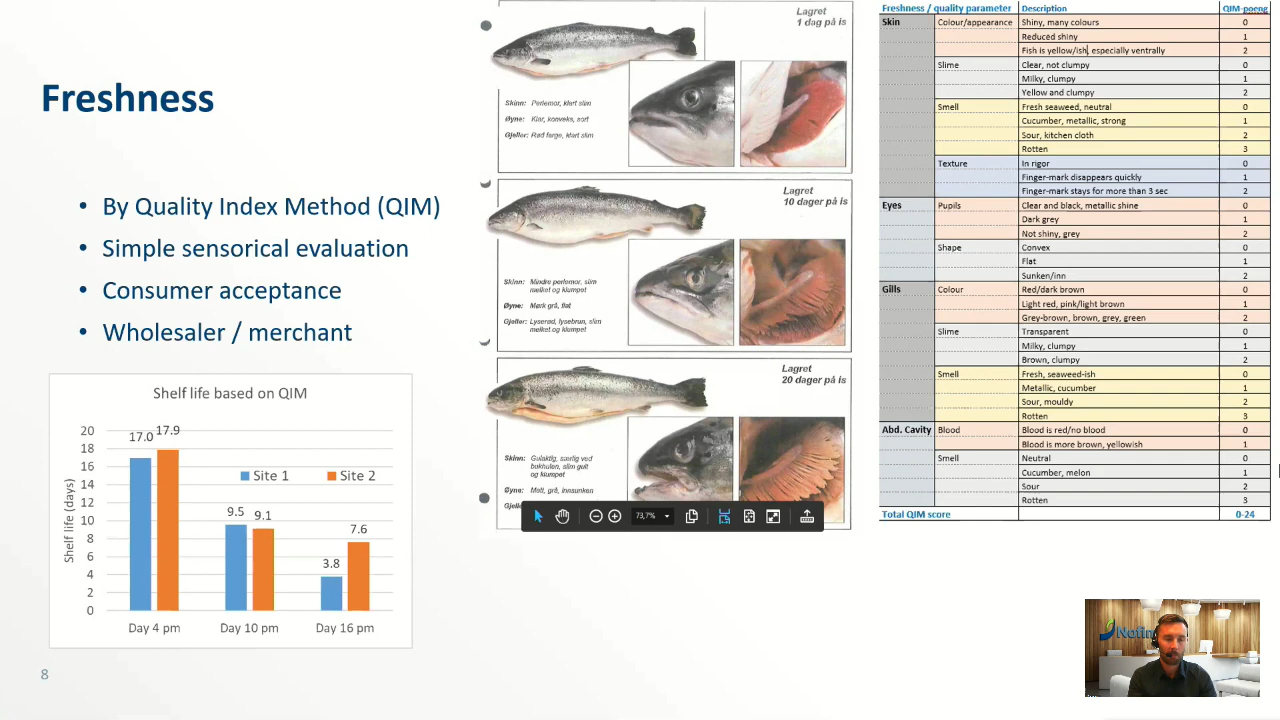 Freshness
• By Quality Index Method (QIM)
• Simple sensorical evaluation
• Consumer acceptance
• Wholesaler / merchant
Shelf life based on QIM
Shelf life (days)
20
18
16
14
12
10
8
6
4
2
0
17.0
17.9
9.5
9.1
3.8
7.6
Site 1
Site 2
Day 4 pm
Day 10 pm
Day 16 pm
8
Lagret
1 dag på is
Skinn: Perlemor, klart slim
Øyne: Klar, konveks, sort
Gjeller: Rød farge, klart slim
Lagret
10 dager på is
Skinn: Mindre perlemor, slim
melket og klumpet
Øyne: Mørk grå, flat
Gjeller: Lyserød, lysebrun, slim
melket og klumpet
Lagret
20 dager på is
Skinn: Gulaktig, særlig ved
bukhulen, slim gult
og klumpet
Øyne: Matt, grå, innsunken
73,7%
Freshness / quality parameter Description QIM-poeng
Skin Colour/appearance Shiny, many colours 0
Reduced shiny 1
Fish is yellow/ish, especially ventrally 2
Slime Clear, not clumpy 0
Milky, clumpy 1
Yellow and clumpy 2
Smell Fresh seaweed, neutral 0
Cucumber, metallic, strong 1
Sour, kitchen cloth 2
Rotten 3
Texture In rigor 0
Finger-mark disappears quickly 1
Finger-mark stays for more than 3 sec 2
Eyes Pupils Clear and black, metallic shine 0
Dark grey 1
Not shiny, grey 2
Shape Convex 0
Flat 1
Sunken/inn 2
Gills Colour Red/dark brown 0
Light red, pink/light brown 1
Grey-brown, brown, grey, green 2
Slime Transparent 0
Milky, clumpy 1
Brown, clumpy 2
Smell Fresh, seaweed-ish 0
Metallic, cucumber 1
Sour, mouldy 2
Rotten 3
Abd. Cavity Blood Blood is red/no blood 0
Blood is more brown, yellowish 1
Smell Neutral 0
Cucumber, melon 1
Sour 2
Rotten 3
Total QIM score 0-24